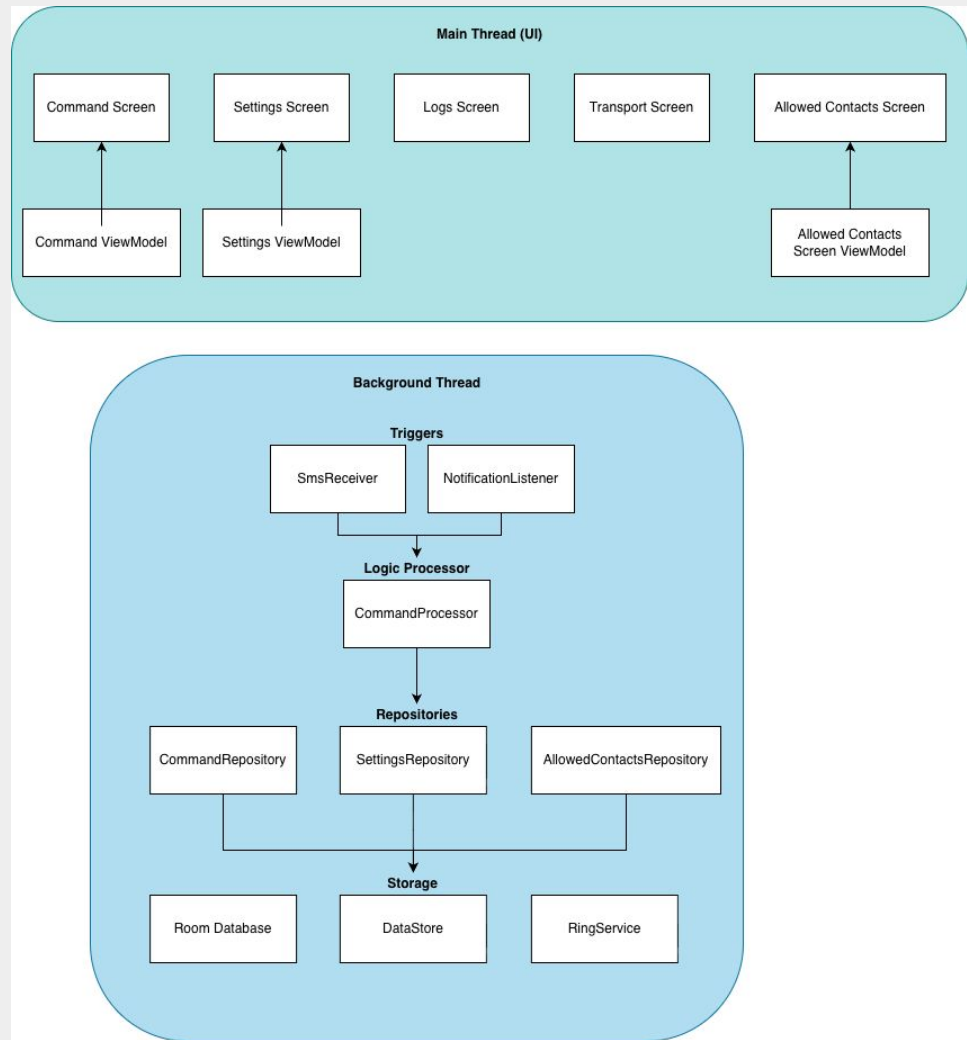 Main Thread (UI)
Command Screen
Settings Screen
Logs Screen
Transport Screen
Allowed Contacts Screen
Command ViewModel
Settings ViewModel
Allowed Contacts
Screen ViewModel
Background Thread
Triggers
SmsReceiver
NotificationListener
Logic Processor
CommandProcessor
Repositories
CommandRepository
SettingsRepository
AllowedContactsRepository
Storage
Room Database
DataStore
RingService